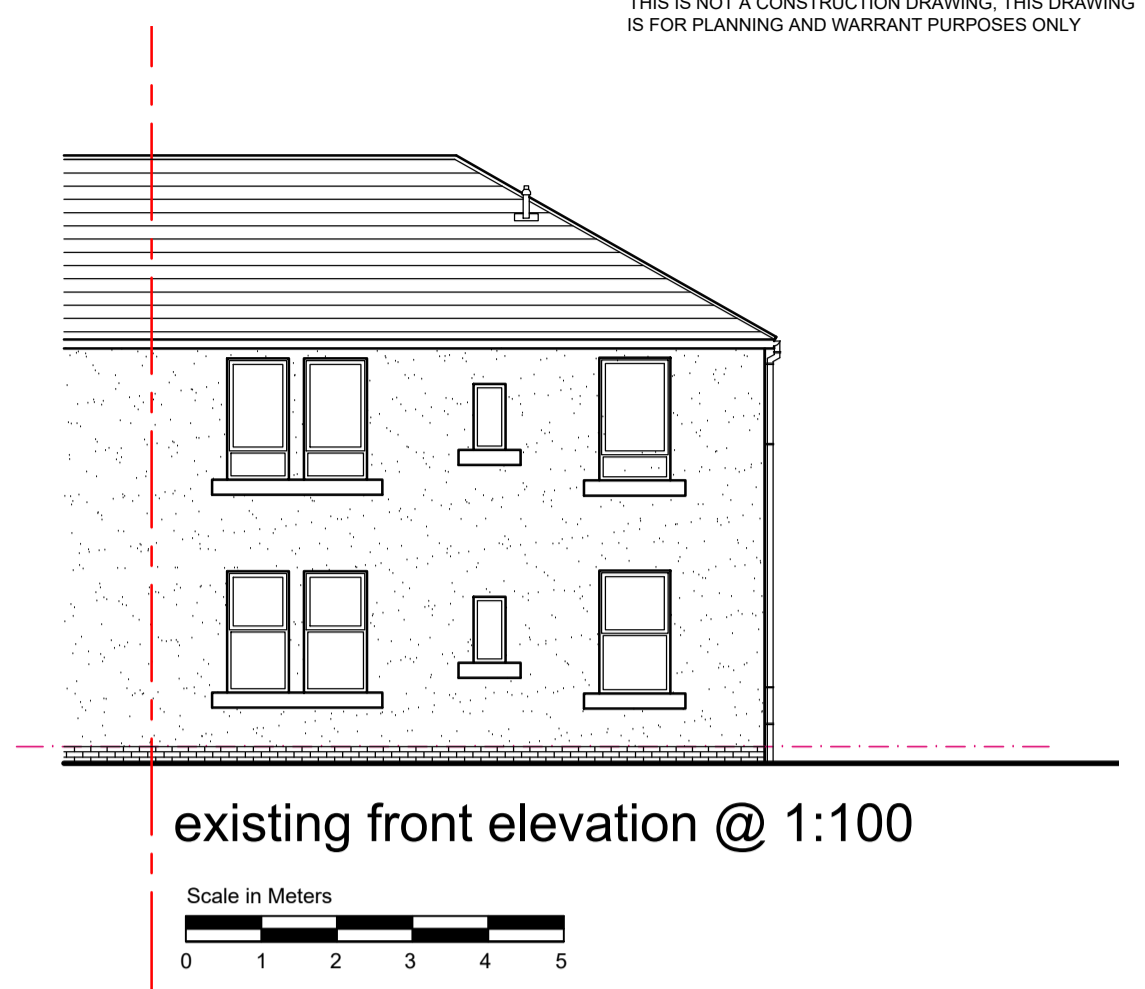 THIS IS NOT A CONSTRUCTION DRAWING, THIS DRAWING
IS FOR PLANNING AND WARRANT PURPOSES ONLY
existing front elevation @ 1:100
Scale in Meters
0 1 2 3 4 5